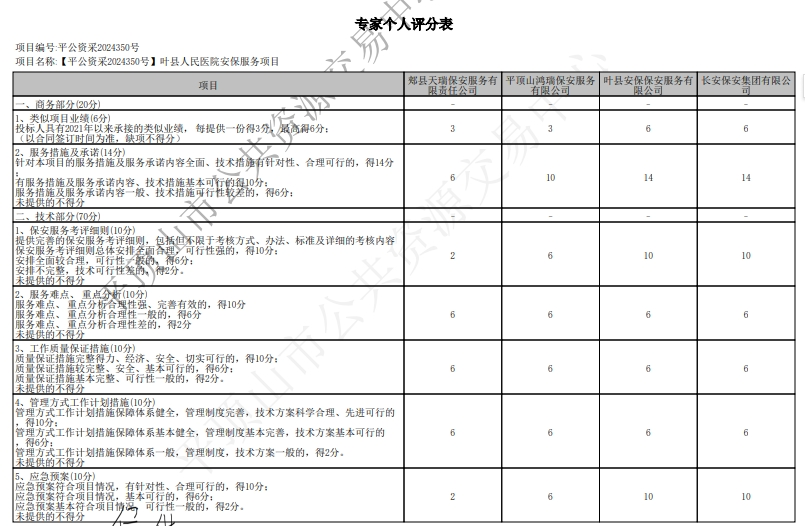 专家个人评分表
项目编号:平公资采2024350号
项目名称:【平公资采2024350号】叶县人民医院安保服务项目
项目 郏县天瑞保安服务有限责任公司 平顶山鸿瑞保安服务有限公司 叶县安保保安服务有限公司 长安保安集团有限公司
一、商务部分(20分) - - - -
1、类似项目业绩(6分)
投标人具有2021年以来承接的类似业绩, 每提供一份得3分,最高得6分;
(以合同签订时间为准,缺项不得分)
3 3 6 6
2、服务措施及承诺(14分)
针对本项目的服务措施及服务承诺内容全面、技术措施有针对性、合理可行的,得14分
;
有服务措施及服务承诺内容、技术措施基本可行的得10分;
服务措施及服务承诺内容一般、技术措施可行性较差的,得6分;
未提供的不得分
6 10 14 14
二、技术部分(70分) - - - -
1、保安服务考评细则(10分)
提供完善的保安服务考评细则,包括但不限于考核方式、办法、标准及详细的考核内容
保安服务考评细则总体安排全面合理,可行性强的,得10分;
安排全面较合理,可行性一般的,得6分;
安排不完整,技术可行性差的,得2分。
未提供的不得分
2 6 10 10
2、服务难点、重点分析(10分)
服务难点、重点分析合理性强、完善有效的,得10分
服务难点、重点分析合理性一般的,得6分
服务难点、重点分析合理性差的,得2分
未提供的不得分
6 6 6 6
3、工作质量保证措施(10分)
质量保证措施完整得力、经济、安全、切实可行的,得10分;
质量保证措施较完整、安全、基本可行的,得6分;
质量保证措施基本完整、可行性一般的,得2分。
未提供的不得分
6 6 6 6
4、管理方式工作计划措施(10分)
管理方式工作计划措施保障体系健全,管理制度完善,技术方案科学合理、先进可行的
,得10分;
管理方式工作计划措施保障体系基本健全,管理制度基本完善,技术方案基本可行的
,得6分;
管理方式工作计划措施保障体系一般,管理制度,技术方案一般的,得2分。
未提供的不得分
6 6 6 6
5、应急预案(10分)
应急预案符合项目情况,有针对性、合理可行的,得10分;
应急预案符合项目情况,基本可行的,得6分;
应急预案基本符合项目情况,可行性一般的,得2分。
未提供的不得分
2 6 10 10
平顶山市公共资源交易中心